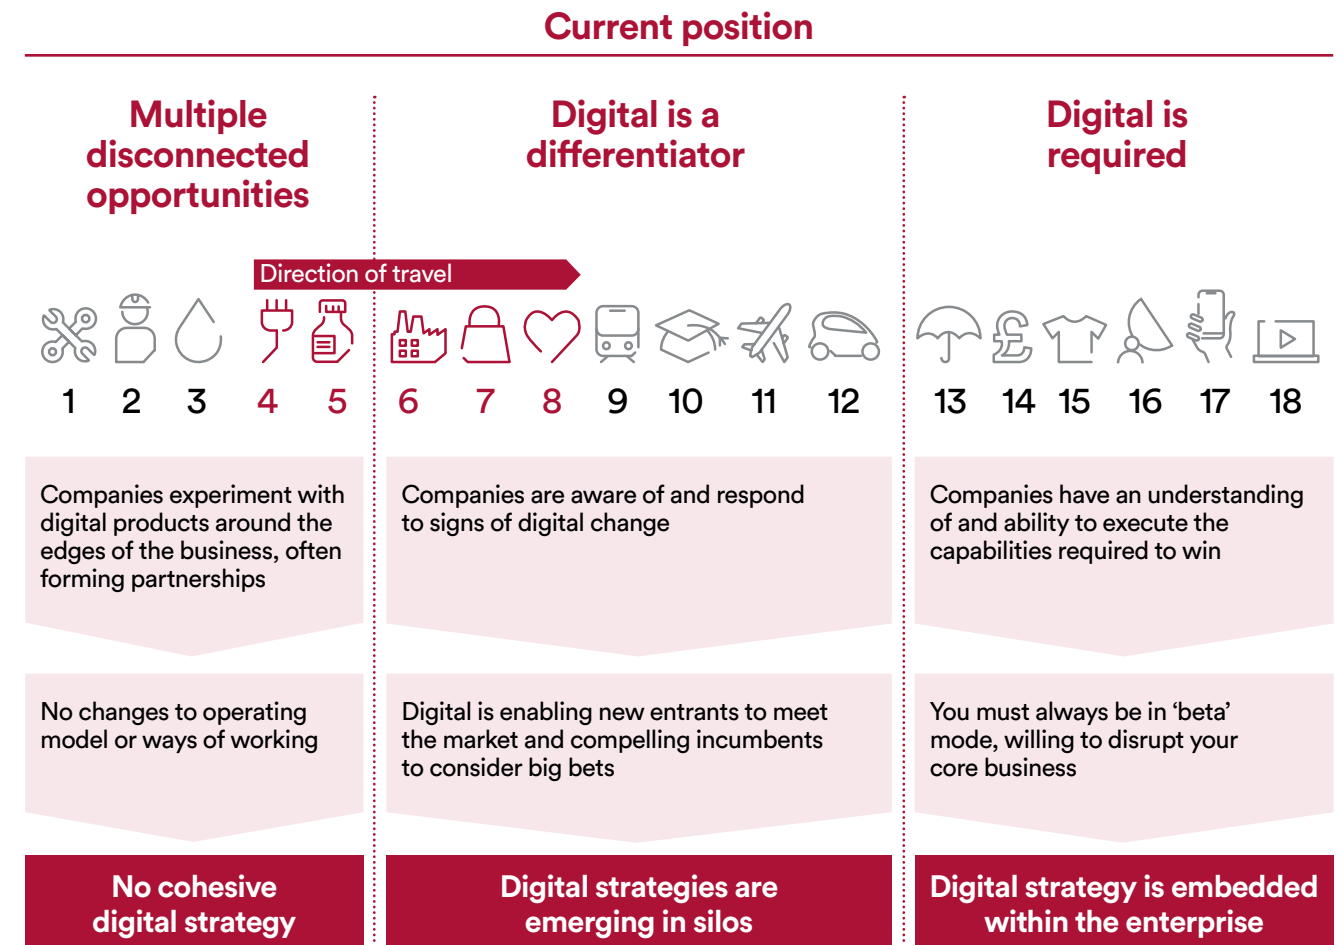 Current position
Multiple
disconnected
opportunities
Digital is a
differentiator
Digital is
required
Direction of travel
1 2 3 4 5 6 7 8 9 10 11 12 13 14 15 16 17 18
Companies experiment with
digital products around the
edges of the business, often
forming partnerships
Companies are aware of and respond
to signs of digital change
Companies have an understanding
of and ability to execute the
capabilities required to win
No changes to operating
model or ways of working
Digital is enabling new entrants to meet
the market and compelling incumbents
to consider big bets
You must always be in ‘beta’
mode, willing to disrupt your
core business
No cohesive
digital strategy
Digital strategies are
emerging in silos
Digital strategy is embedded
within the enterprise